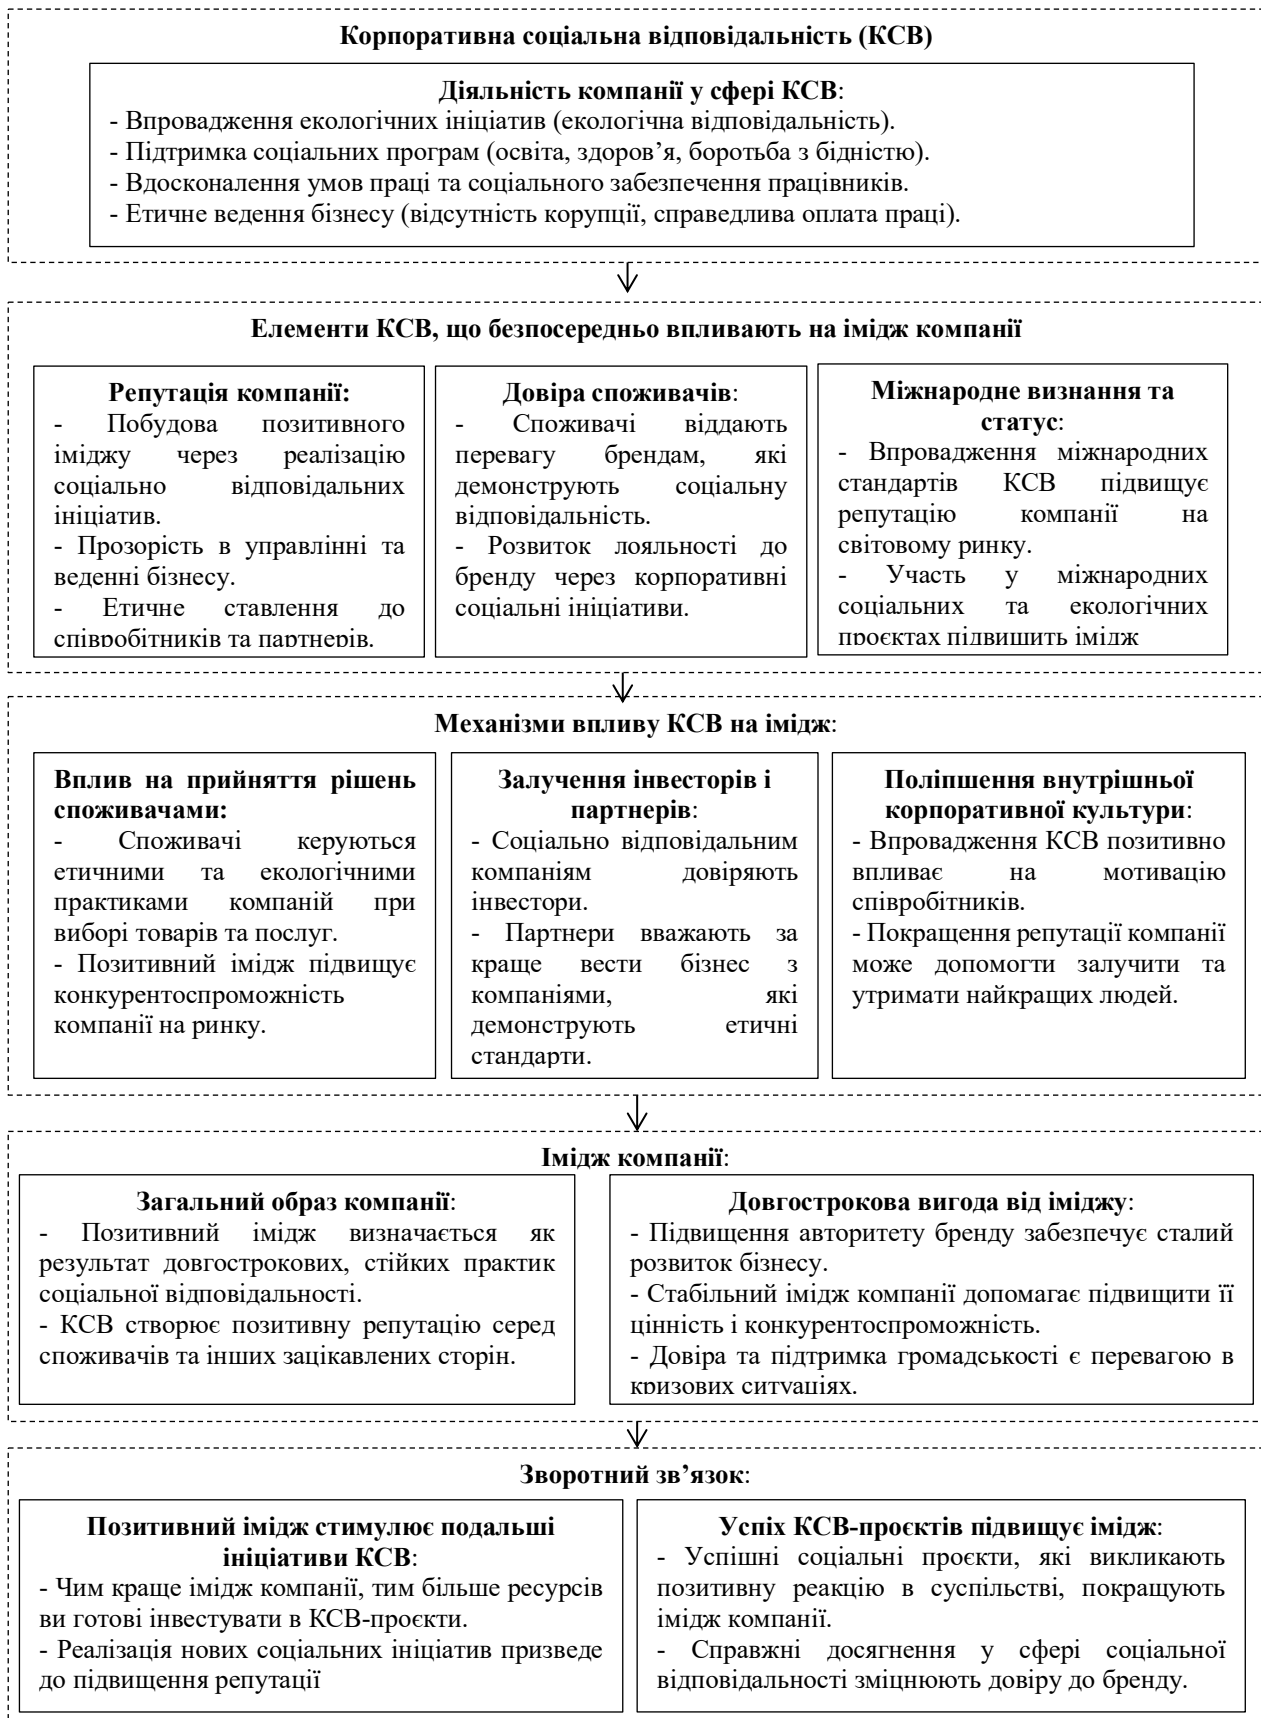 Корпоративна соціальна відповідальність (КСВ)
Діяльність компанії у сфері КСВ:
- Впровадження екологічних ініціатив (екологічна відповідальність).
- Підтримка соціальних програм (освіта, здоров’я, боротьба з бідністю).
- Вдосконалення умов праці та соціального забезпечення працівників.
- Етичне ведення бізнесу (відсутність корупції, справедлива оплата праці).
Елементи КСВ, що безпосередньо впливають на імідж компанії
Репутація компанії:
- Побудова позитивного
іміджу через реалізацію
соціально відповідальних
ініціатив.
- Прозорість в управлінні та
веденні бізнесу.
- Етичне ставлення до
співробітників та партнерів.
Довіра споживачів:
- Споживачі віддають
перевагу брендам, які
демонструють соціальну
відповідальність.
- Розвиток лояльності до
бренду через корпоративні
соціальні ініціативи.
Міжнародне визнання та
статус:
- Впровадження міжнародних
стандартів КСВ підвищує
репутацію компанії на
світовому ринку.
- Участь у міжнародних
соціальних та екологічних
проєктах підвишить імідж
Механізми впливу КСВ на імідж:
Вплив на прийняття рішень
споживачами:
- Споживачі керуються
етичними та екологічними
практиками компаній при
виборі товарів та послуг.
- Позитивний імідж підвищує
конкурентоспроможність
компанії на ринку.
Залучення інвесторів і
партнерів:
- Соціально відповідальним
компаніям довіряють
інвестори.
- Партнери вважають за
краще вести бізнес з
компаніями, які
демонструють етичні
стандарти.
Поліпшення внутрішньої
корпоративної культури:
- Впровадження КСВ позитивно
впливає на мотивацію
співробітників.
- Покращення репутації компанії
може допомогти залучити та
утримати найкращих людей.
Імідж компанії:
Загальний образ компанії:
- Позитивний імідж визначається як
результат довгострокових, стійких практик
соціальної відповідальності.
- КСВ створює позитивну репутацію серед
споживачів та інших зацікавлених сторін.
Довгострокова вигода від іміджу:
- Підвищення авторитету бренду забезпечує сталий
розвиток бізнесу.
- Стабільний імідж компанії допомагає підвищити її
цінність і конкурентоспроможність.
- Довіра та підтримка громадськості є перевагою в
кризових ситуаціях.
Зворотний зв’язок:
Позитивний імідж стимулює подальші
ініціативи КСВ:
- Чим краще імідж компанії, тим більше ресурсів
ви готові інвестувати в КСВ-проєкти.
- Реалізація нових соціальних ініціатив призведе
до підвищення репутації
Успіх КСВ-проєктів підвищує імідж:
- Успішні соціальні проєкти, які викликають
позитивну реакцію в суспільстві, покращують
імідж компанії.
- Справжні досягнення у сфері соціальної
відповідальності зміцнюють довіру до бренду.